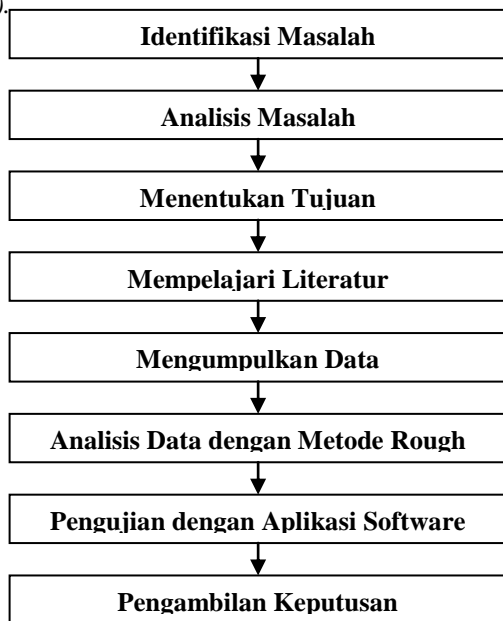 ).
Identifikasi Masalah
Analisis Masalah
Menentukan Tujuan
Mempelajari Literatur
Mengumpulkan Data
Analisis Data dengan Metode Rough
Pengujian dengan Aplikasi Software
Pengambilan Keputusan